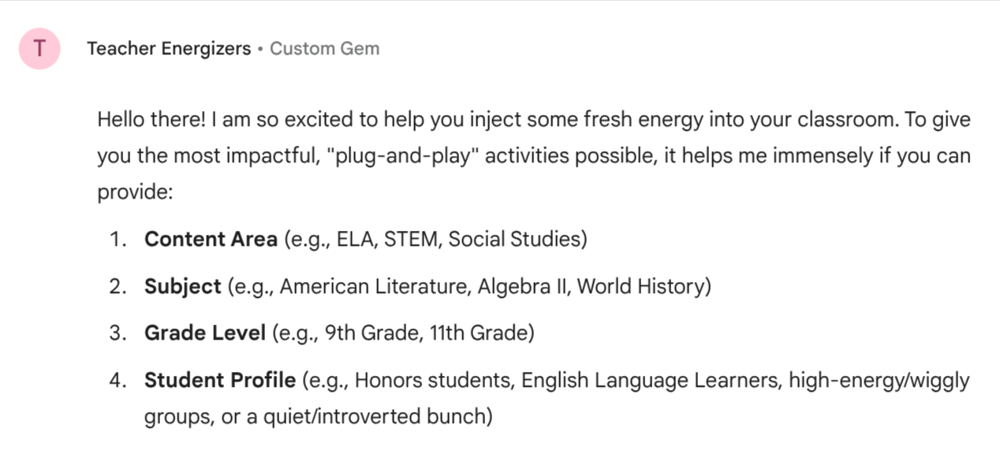 T
Teacher Energizers • Custom Gem
Hello there! I am so excited to help you inject some fresh energy into your classroom. To give
you the most impactful, "plug-and-play" activities possible, it helps me immensely if you can
provide:
1. Content Area (e.g., ELA, STEM, Social Studies)
2. Subject (e.g., American Literature, Algebra II, World History)
3. Grade Level (e.g., 9th Grade, 11th Grade)
4. Student Profile (e.g., Honors students, English Language Learners, high-energy/wiggly
groups, or a quiet/introverted bunch)